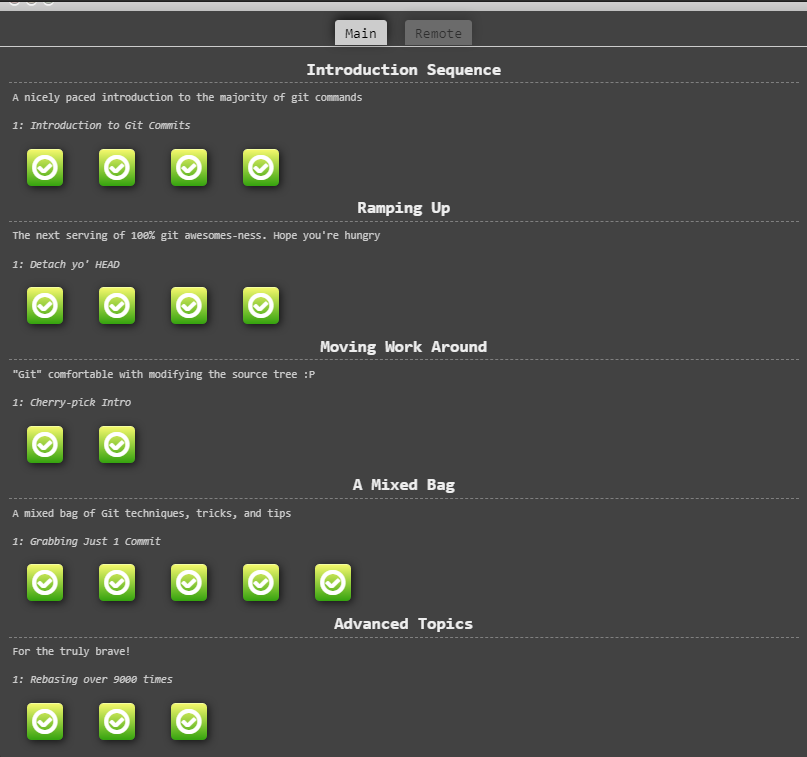 Main
Remote
Introduction Sequence
A nicely paced introduction to the majority of git commands
1: Introduction to Git Commits
Ramping Up
The next serving of 100% git awesomes-ness. Hope you're hungry
1: Detach yo' HEAD
Moving Work Around
"Git" comfortable with modifying the source tree :P
1: Cherry-pick Intro
A Mixed Bag
A mixed bag of Git techniques, tricks, and tips
1: Grabbing Just 1 Commit
Advanced Topics
For the truly brave!
1: Rebasing over 9000 times